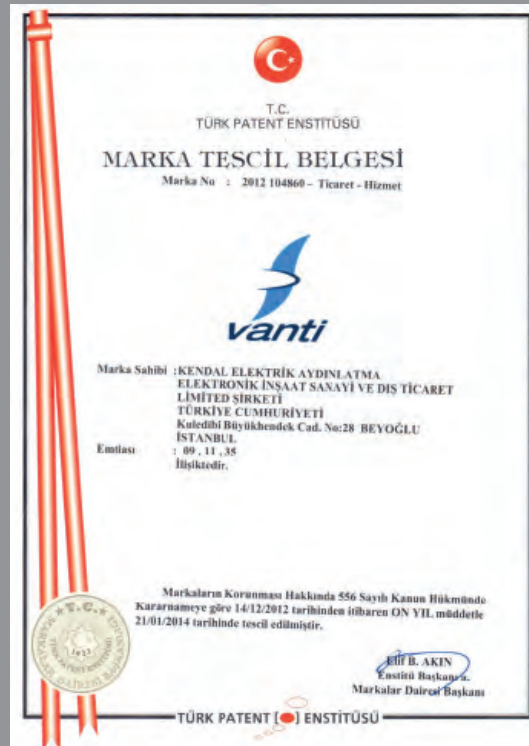 T.C.
TÜRK PATENT ENSTİTÜSÜ
MARKA TESCİL BELGESİ
Marka No : 2012 104860 - Ticaret - Hizmet
vanti
Marka Sahibi : KENDAL ELEKTRİK AYDINLATMA
ELEKTRONİK İNŞAAT SANAYİ VE DIŞ TİCARET
LİMİTED ŞİRKETİ
TÜRKİYE CUMHURİYETİ
Kuledibi Büyükhendek Cad. No:28 BEYOĞLU
İSTANBUL
Emtiası : 09 , 11 , 35
İlişiktedir.
Markaların Korunması Hakkında 556 Sayılı Kanun Hükmünde
Kararnameye göre 14/12/2012 tarihinden itibaren ON YIL müddetle
21/01/2014 tarihinde tescil edilmiştir.
T.C.
Elif B. AKIN
Enstitü Başkanı a.
Markalar Dairesi Başkanı
TÜRK PATENT [ ] ENSTİTÜSÜ